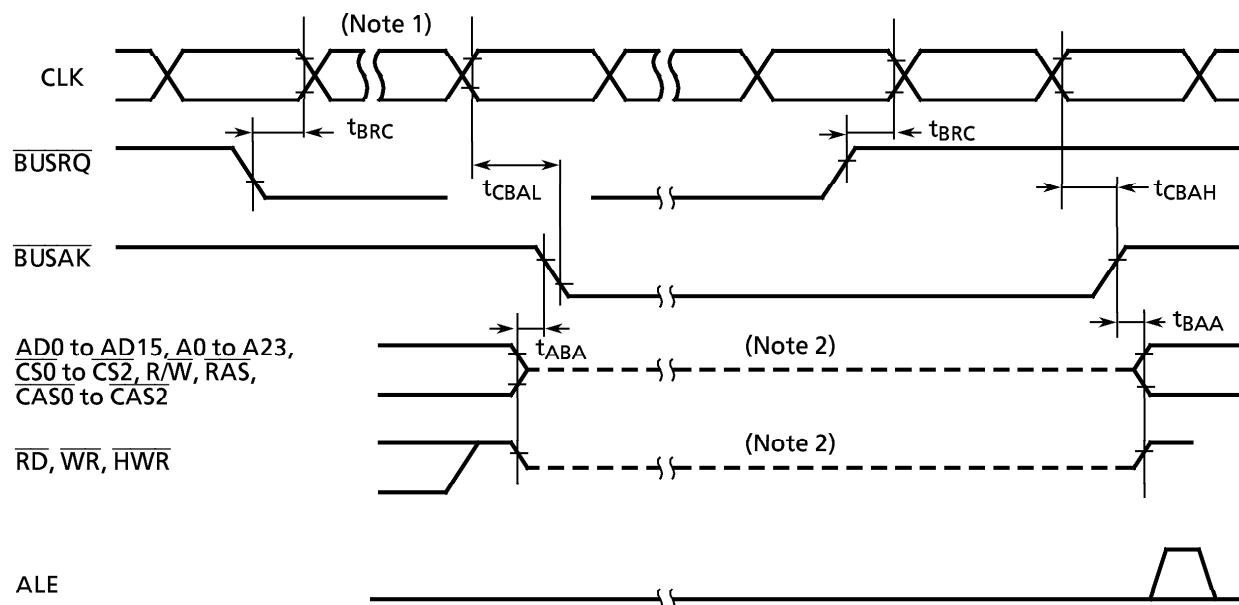 (Note 1)
CLK
tBRC
tBRC
BUSRQ
tCBAL
tCBAH
BUSAK
tBAA
tABA
AD0 to AD15, A0 to A23,
CS0 to CS2, R/W, RAS,
CAS0 to CAS2
(Note 2)
(Note 2)
RD, WR, HWR
ALE